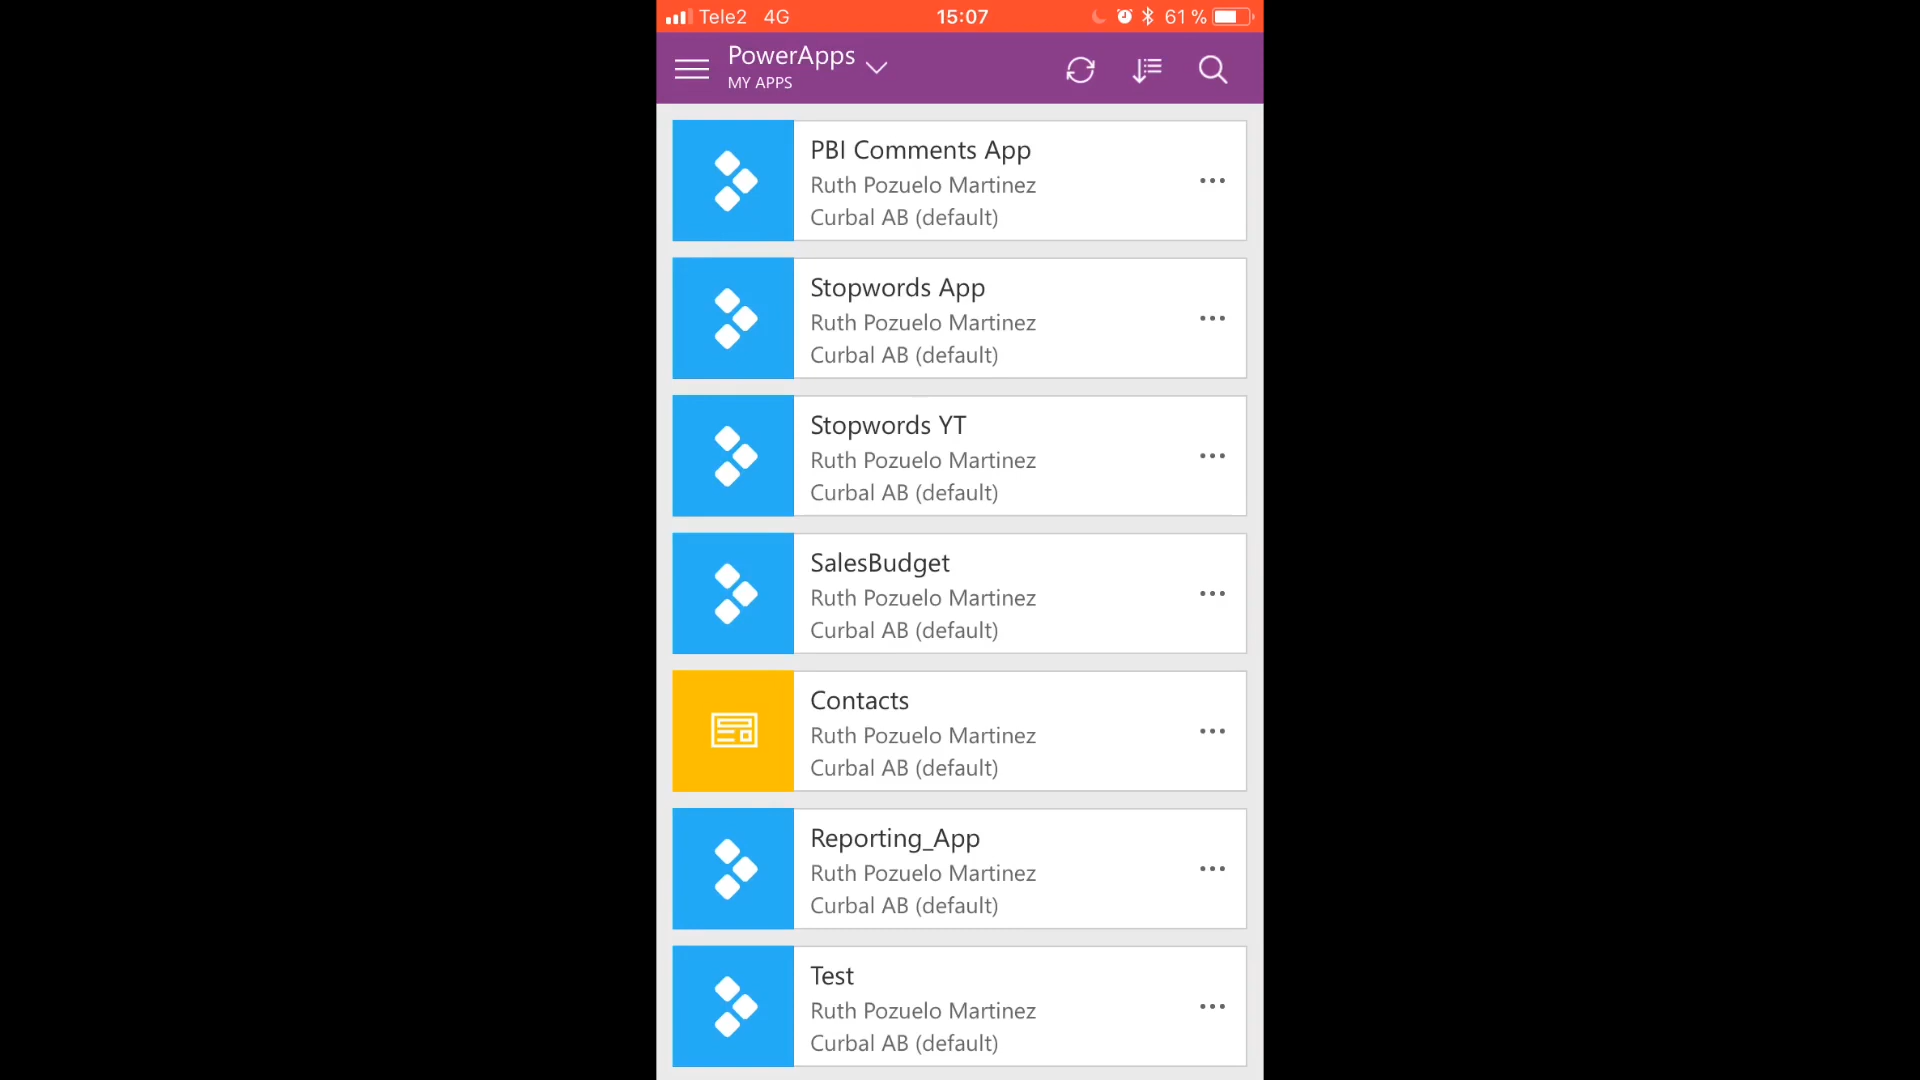 Tele2 4G 15:07 61 %
PowerApps
MY APPS
PBI Comments App
Ruth Pozuelo Martinez
Curbal AB (default)
Stopwords App
Ruth Pozuelo Martinez
Curbal AB (default)
Stopwords YT
Ruth Pozuelo Martinez
Curbal AB (default)
SalesBudget
Ruth Pozuelo Martinez
Curbal AB (default)
Contacts
Ruth Pozuelo Martinez
Curbal AB (default)
Reporting_App
Ruth Pozuelo Martinez
Curbal AB (default)
Test
Ruth Pozuelo Martinez
Curbal AB (default)